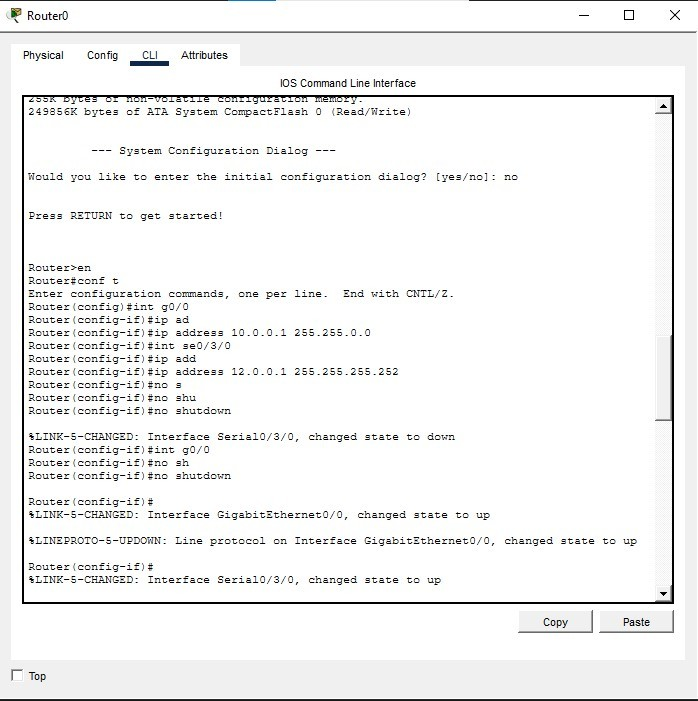 Router0
Physical Config CLI Attributes
IOS Command Line Interface
255K bytes of non-volatile configuration memory.
249856K bytes of ATA System CompactFlash 0 (Read/Write)
--- System Configuration Dialog ---
Would you like to enter the initial configuration dialog? [yes/no]: no
Press RETURN to get started!
Router>en
Router#conf t
Enter configuration commands, one per line.  End with CNTL/Z.
Router(config)#int g0/0
Router(config-if)#ip ad
Router(config-if)#ip address 10.0.0.1 255.255.0.0
Router(config-if)#int se0/3/0
Router(config-if)#ip add
Router(config-if)#ip address 12.0.0.1 255.255.255.252
Router(config-if)#no s
Router(config-if)#no shu
Router(config-if)#no shutdown
%LINK-5-CHANGED: Interface Serial0/3/0, changed state to down
Router(config-if)#int g0/0
Router(config-if)#no sh
Router(config-if)#no shutdown
Router(config-if)#
%LINK-5-CHANGED: Interface GigabitEthernet0/0, changed state to up
%LINEPROTO-5-UPDOWN: Line protocol on Interface GigabitEthernet0/0, changed state to up
Router(config-if)#
%LINK-5-CHANGED: Interface Serial0/3/0, changed state to up
Copy Paste
Top